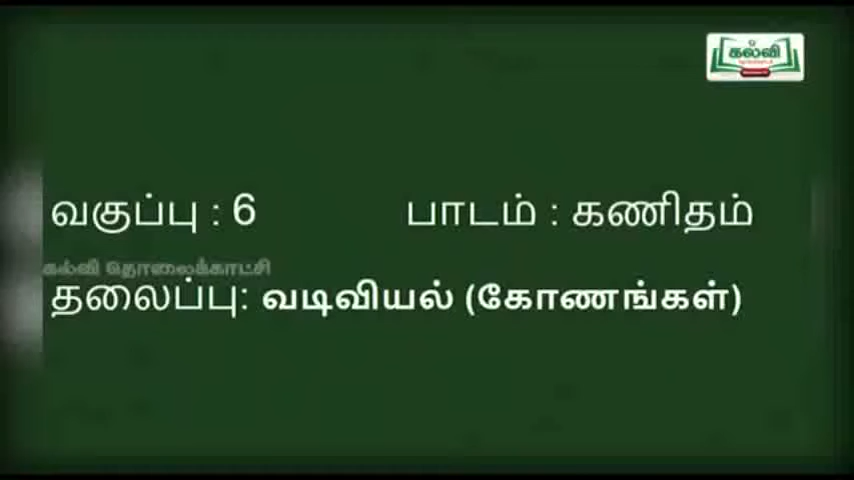 கல்வி
வகுப்பு : 6 பாடம் : கணிதம்
கல்வி தொலைக்காட்சி
தலைப்பு: வடிவியல் (கோணங்கள்)